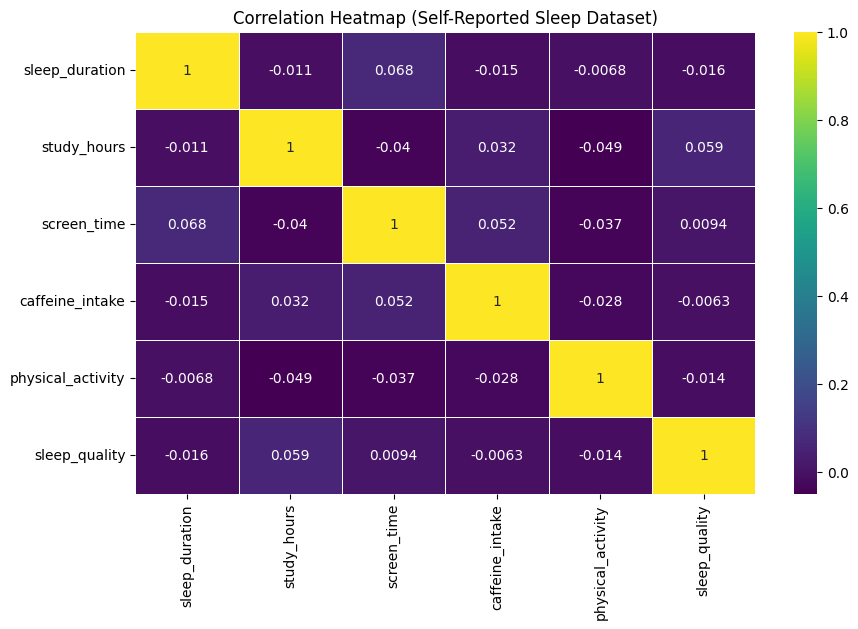 Correlation Heatmap (Self-Reported Sleep Dataset)
sleep_duration 1 -0.011 0.068 -0.015 -0.0068 -0.016
study_hours -0.011 1 -0.04 0.032 -0.049 0.059
screen_time 0.068 -0.04 1 0.052 -0.037 0.0094
caffeine_intake -0.015 0.032 0.052 1 -0.028 -0.0063
physical_activity -0.0068 -0.049 -0.037 -0.028 1 -0.014
sleep_quality -0.016 0.059 0.0094 -0.0063 -0.014 1
sleep_duration
study_hours
screen_time
caffeine_intake
physical_activity
sleep_quality
1.0
0.8
0.6
0.4
0.2
0.0